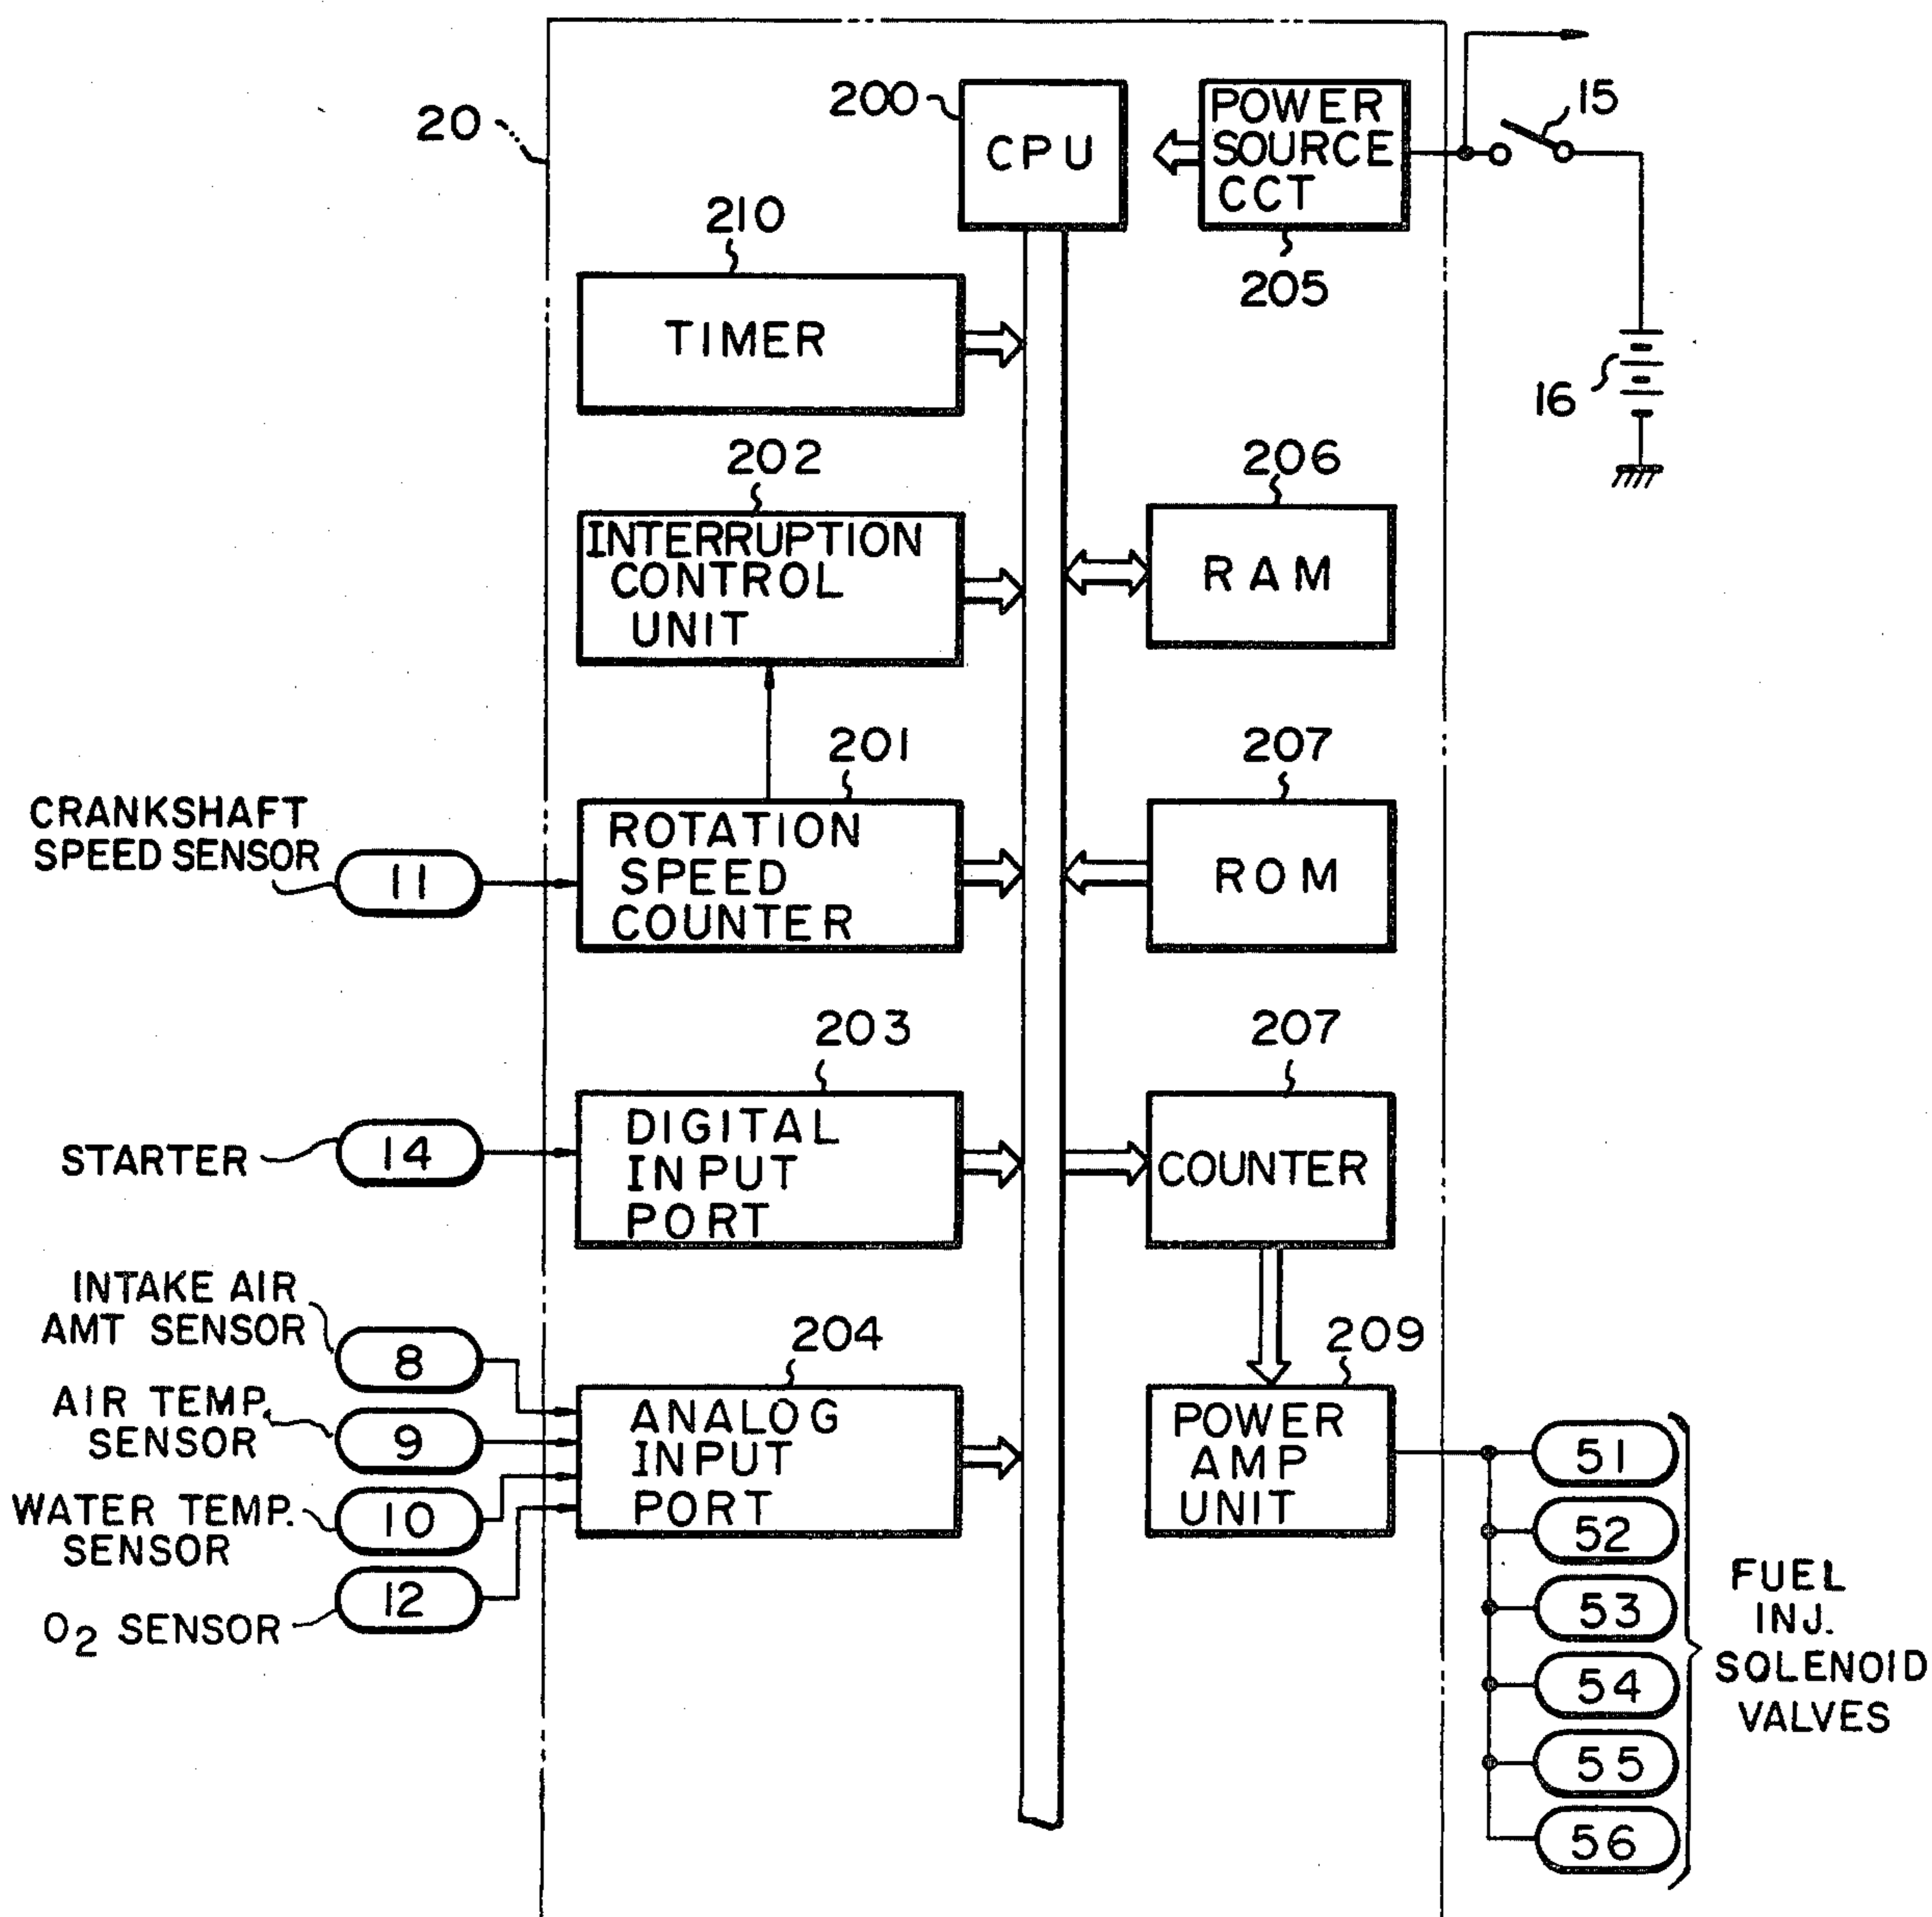 20
200
CPU
POWER
SOURCE
CCT
205
15
16
210
TIMER
202
INTERRUPTION
CONTROL
UNIT
206
RAM
201
ROTATION
SPEED
COUNTER
207
ROM
CRANKSHAFT
SPEED SENSOR
11
203
DIGITAL
INPUT
PORT
207
COUNTER
STARTER
14
INTAKE AIR
AMT SENSOR
8
AIR TEMP.
SENSOR
9
WATER TEMP.
SENSOR
10
O2 SENSOR
12
204
ANALOG
INPUT
PORT
209
POWER
AMP
UNIT
51
52
53
54
55
56
FUEL
INJ.
SOLENOID
VALVES